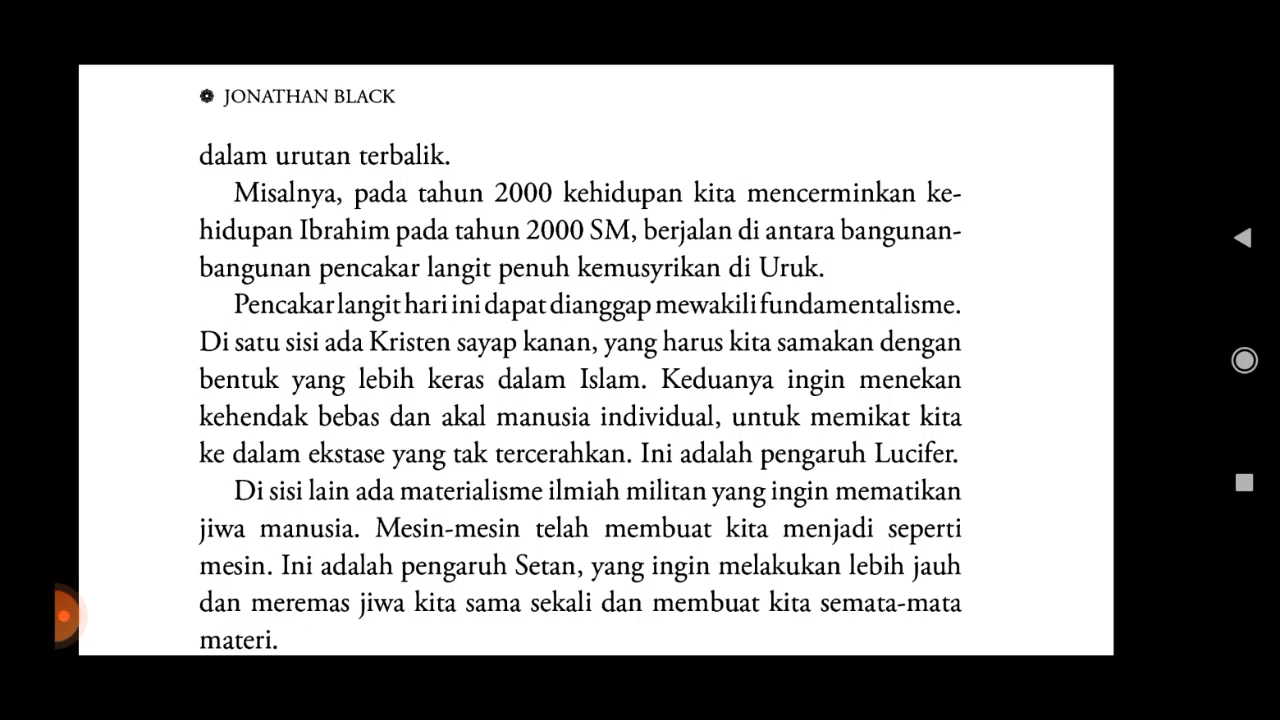 JONATHAN BLACK
dalam urutan terbalik.
Misalnya, pada tahun 2000 kehidupan kita mencerminkan ke-
hidupan Ibrahim pada tahun 2000 SM, berjalan di antara bangunan-
bangunan pencakar langit penuh kemusyrikan di Uruk.
Pencakar langit hari ini dapat dianggap mewakili fundamentalisme.
Di satu sisi ada Kristen sayap kanan, yang harus kita samakan dengan
bentuk yang lebih keras dalam Islam. Keduanya ingin menekan
kehendak bebas dan akal manusia individual, untuk memikat kita
ke dalam ekstase yang tak tercerahkan. Ini adalah pengaruh Lucifer.
Di sisi lain ada materialisme ilmiah militan yang ingin mematikan
jiwa manusia. Mesin-mesin telah membuat kita menjadi seperti
mesin. Ini adalah pengaruh Setan, yang ingin melakukan lebih jauh
dan meremas jiwa kita sama sekali dan membuat kita semata-mata
materi.